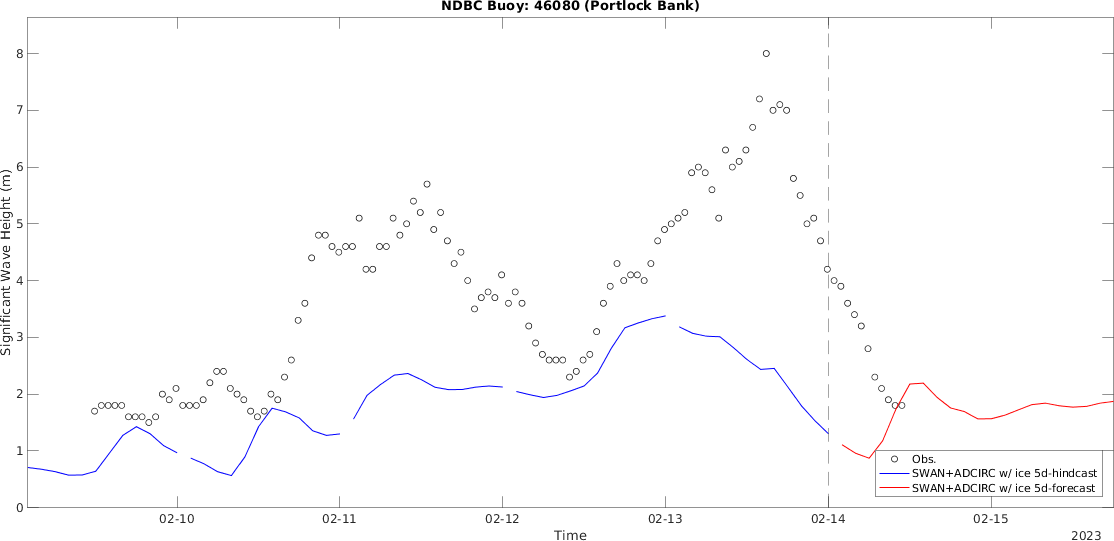 NDBC Buoy: 46080 (Portlock Bank)
Significant Wave Height (m)
8
7
6
5
4
3
2
1
0
02-10 02-11 02-12 02-13 02-14 02-15
Time
2023
Obs.
SWAN+ADCIRC w/ ice 5d-hindcast
SWAN+ADCIRC w/ ice 5d-forecast